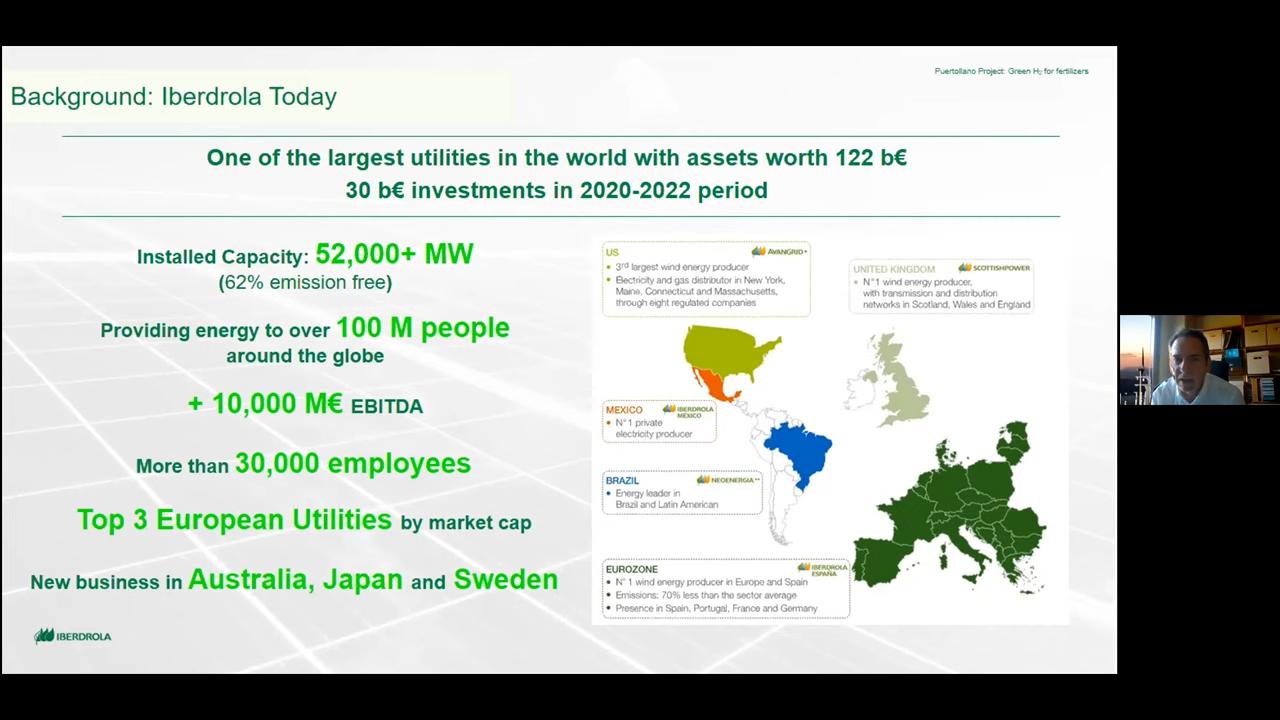 Puertollano Project: Green H₂ for fertilizers
Background: Iberdrola Today
One of the largest utilities in the world with assets worth 122 b€
30 b€ investments in 2020-2022 period
Installed Capacity: 52,000+ MW
(62% emission free)
Providing energy to over 100 M people
around the globe
+ 10,000 M€ EBITDA
More than 30,000 employees
Top 3 European Utilities by market cap
New business in Australia, Japan and Sweden
IBERDROLA
US
AVANGRID*
• 3rd largest wind energy producer
• Electricity and gas distributor in New York,
Maine, Connecticut and Massachusetts,
through eight regulated companies
UNITED KINGDOM
SCOTTISHPOWER
• N°1 wind energy producer,
with transmission and distribution
networks in Scotland, Wales and England
MEXICO
IBERDROLA
MÉXICO
• N°1 private
electricity producer
BRAZIL
NEOENERGIA**
• Energy leader in
Brazil and Latin American
EUROZONE
IBERDROLA
ESPAÑA
• N° 1 wind energy producer in Europe and Spain
• Emissions: 70% less than the sector average
• Presence in Spain, Portugal, France and Germany